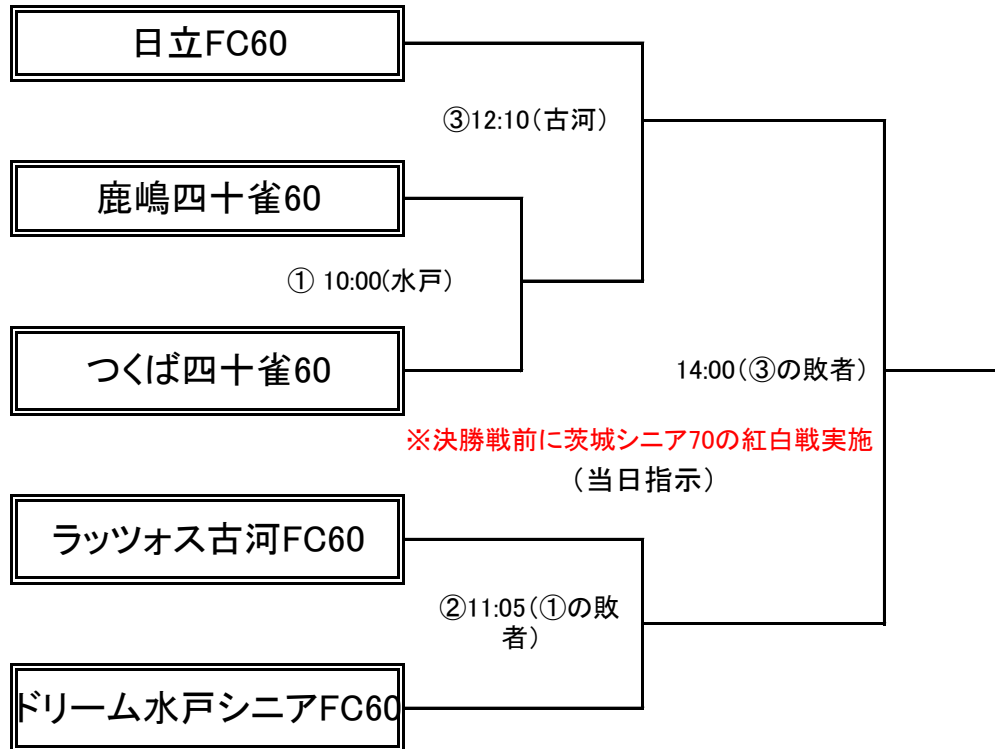 日立FC60
③12:10(古河)
鹿嶋四十雀60
① 10:00(水戸)
つくば四十雀60
14:00(③の敗者)
※決勝戦前に茨城シニア70の紅白戦実施
(当日指示)
ラッツォス古河FC60
②11:05(①の敗
者)
ドリーム水戸シニアFC60